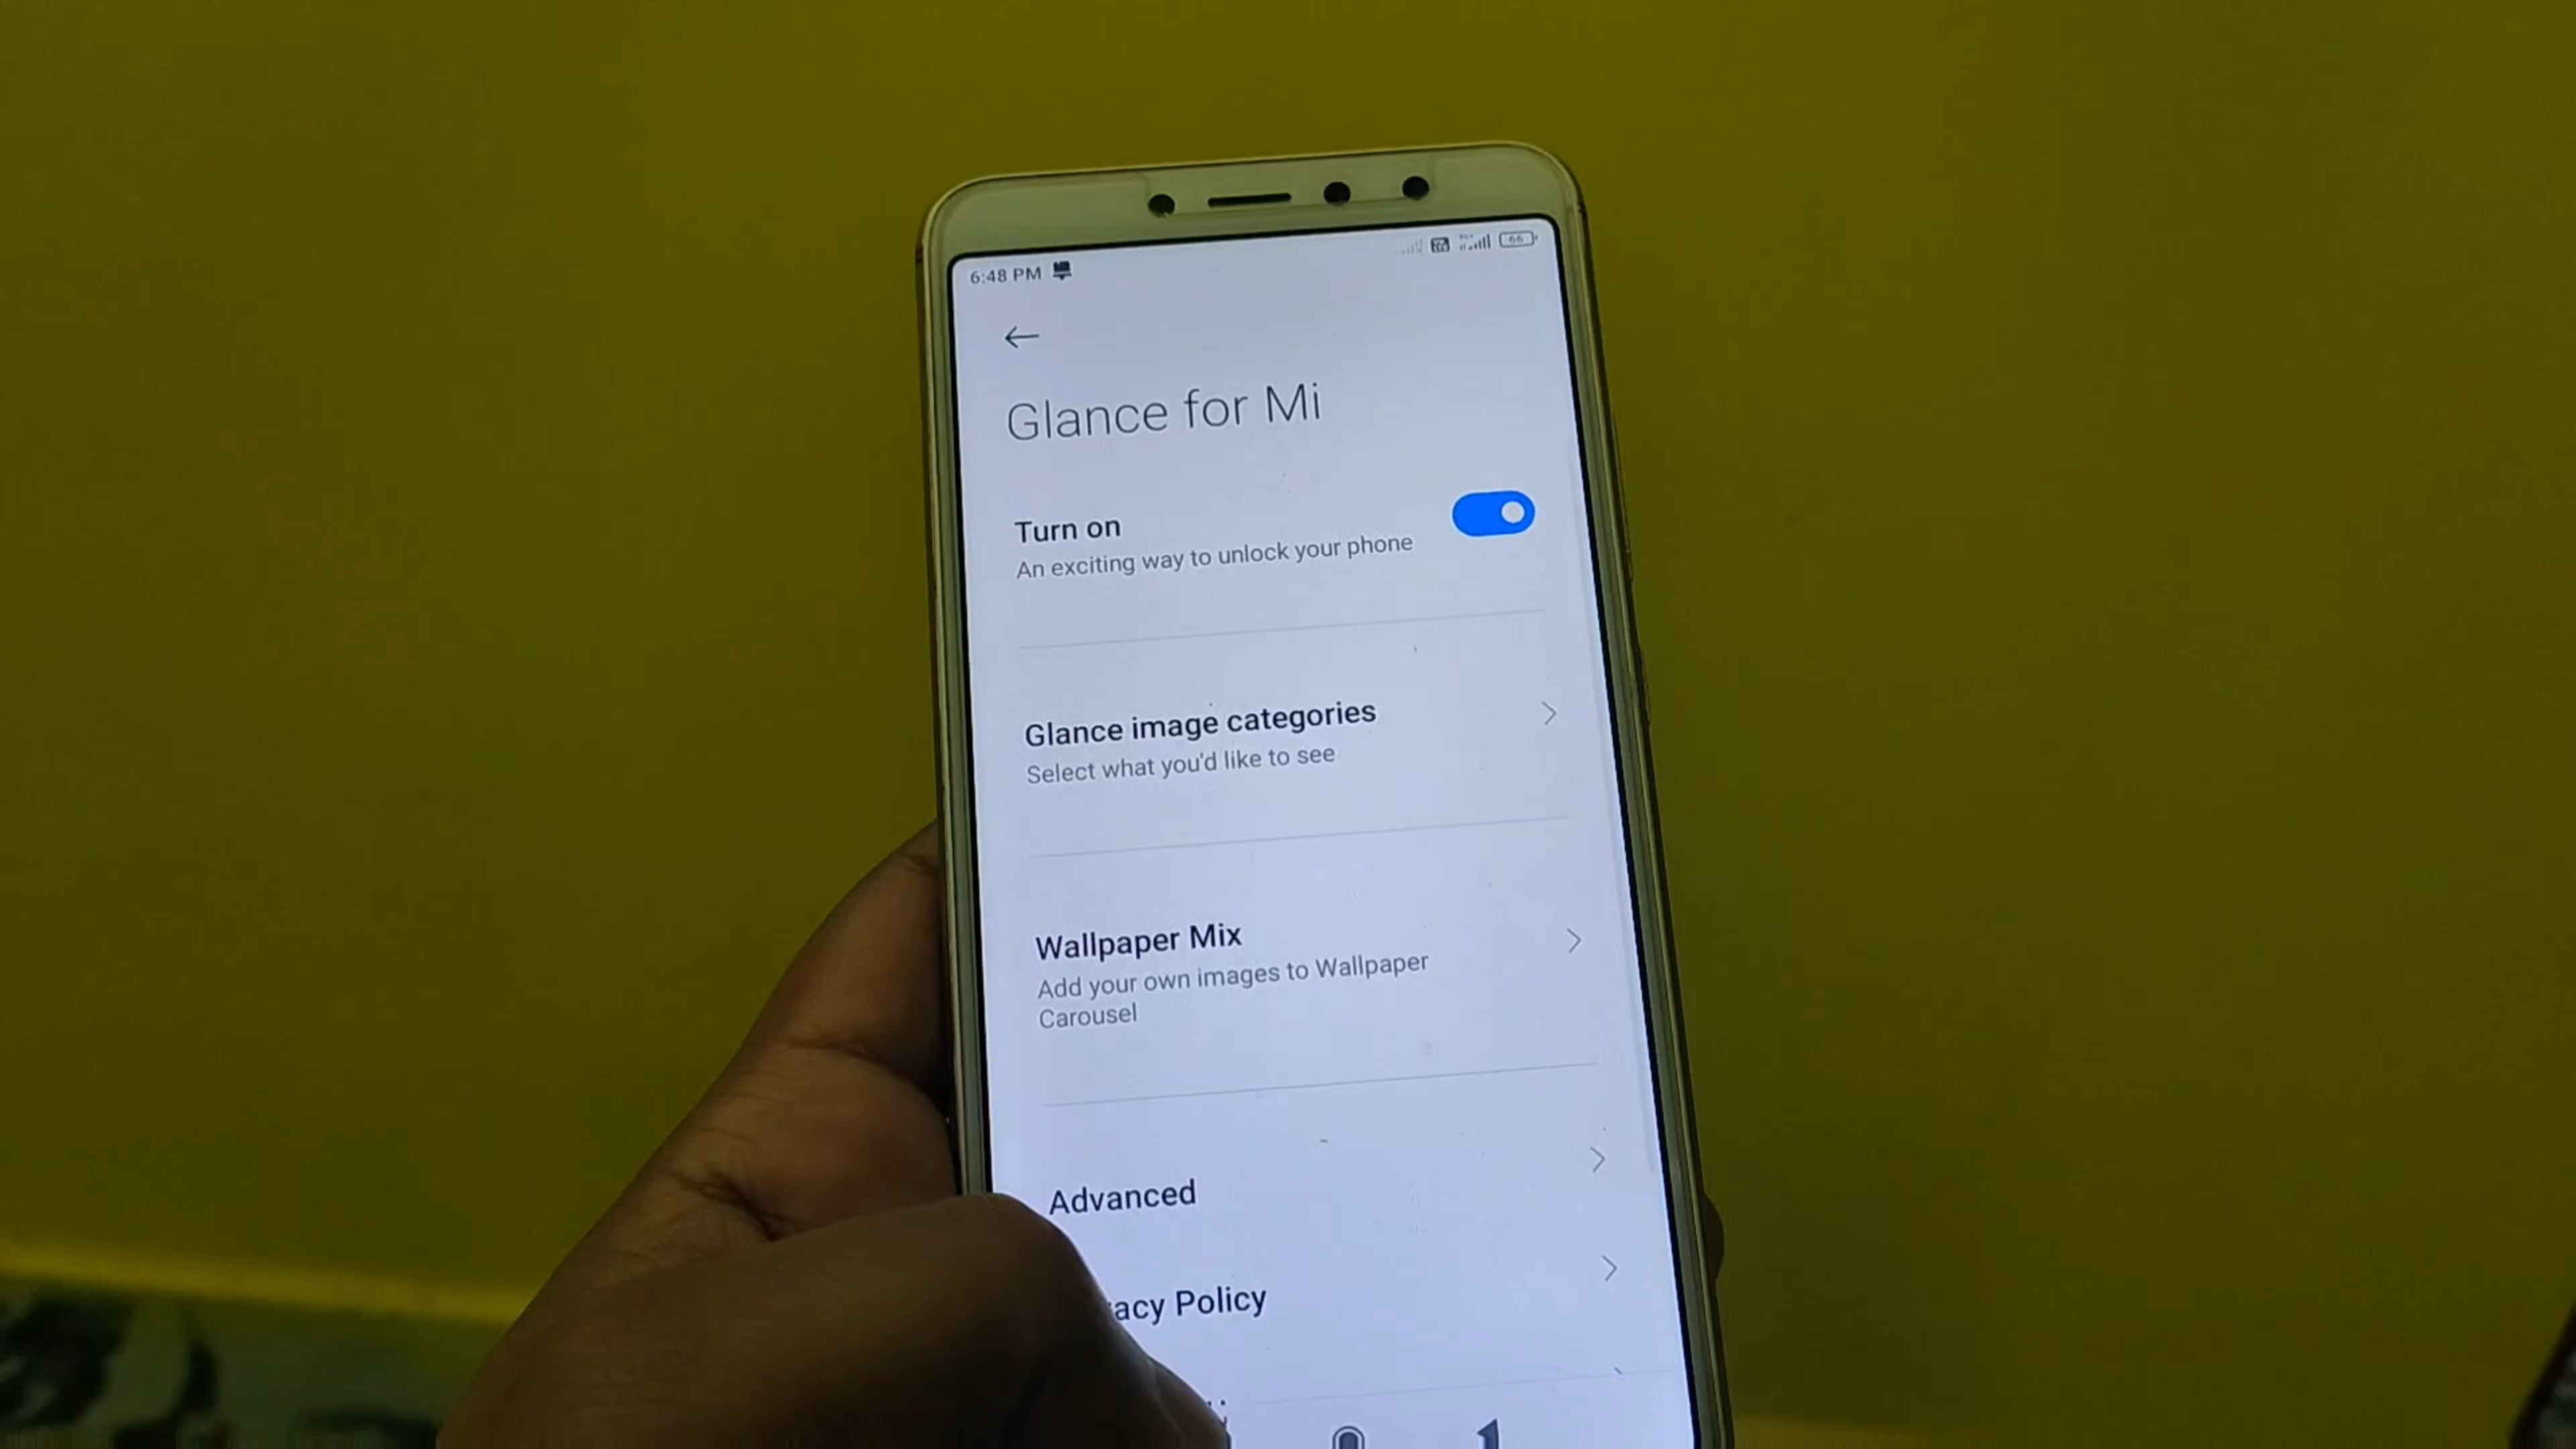 6:48 PM
66
Glance for Mi
Turn on
An exciting way to unlock your phone
Glance image categories
Select what you'd like to see
Wallpaper Mix
Add your own images to Wallpaper
Carousel
Advanced
acy Policy